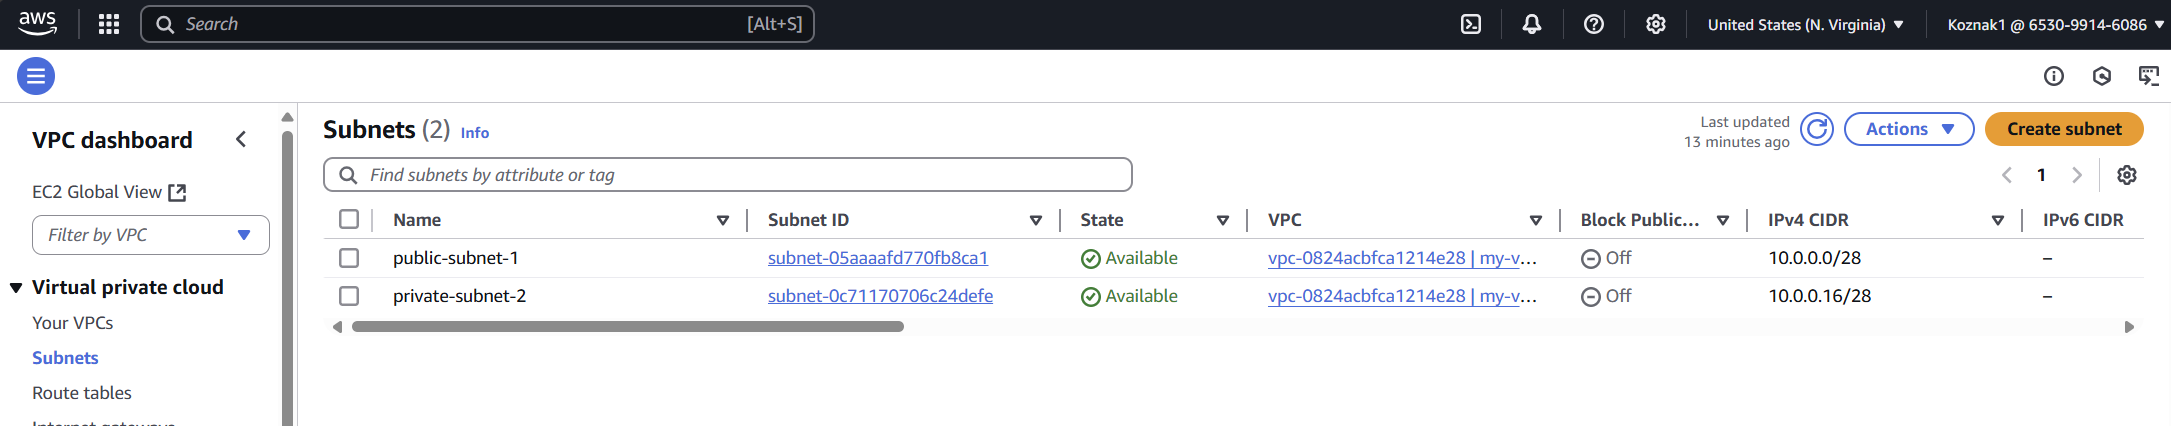 aws Search [Alt+S] United States (N. Virginia) Koznak1 @ 6530-9914-6086
VPC dashboard
EC2 Global View
Filter by VPC
Virtual private cloud
Your VPCs
Subnets
Route tables
Internet gateways
Subnets (2) Info
Last updated
13 minutes ago
Actions
Create subnet
Find subnets by attribute or tag
1
Name Subnet ID State VPC Block Public... IPv4 CIDR IPv6 CIDR
public-subnet-1 subnet-05aaaafd770fb8ca1 Available vpc-0824acbfca1214e28 | my-v... Off 10.0.0.0/28 –
private-subnet-2 subnet-0c71170706c24defe Available vpc-0824acbfca1214e28 | my-v... Off 10.0.0.16/28 –